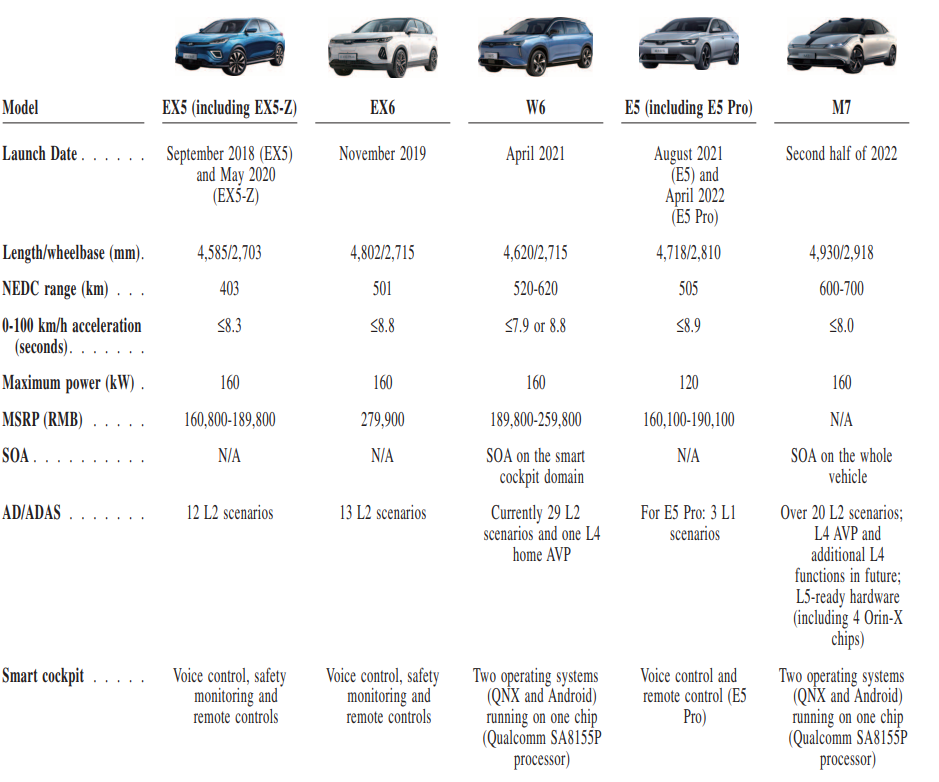 Model EX5 (including EX5-Z) EX6 W6 E5 (including E5 Pro) M7
Launch Date . . . . . . September 2018 (EX5) November 2019 April 2021 August 2021 Second half of 2022
and May 2020 (E5) and
(EX5-Z) April 2022
(E5 Pro)
Length/wheelbase (mm). 4,585/2,703 4,802/2,715 4,620/2,715 4,718/2,810 4,930/2,918
NEDC range (km) . . . 403 501 520-620 505 600-700
0-100 km/h acceleration ≤8.3 ≤8.8 ≤7.9 or 8.8 ≤8.9 ≤8.0
(seconds). . . . . . . .
Maximum power (kW) . 160 160 160 120 160
MSRP (RMB) . . . . . 160,800-189,800 279,900 189,800-259,800 160,100-190,100 N/A
SOA . . . . . . . . . . N/A N/A SOA on the smart N/A SOA on the whole
cockpit domain vehicle
AD/ADAS . . . . . . . 12 L2 scenarios 13 L2 scenarios Currently 29 L2 For E5 Pro: 3 L1 Over 20 L2 scenarios;
scenarios and one L4 scenarios L4 AVP and
home AVP additional L4
functions in future;
L5-ready hardware
(including 4 Orin-X
chips)
Smart cockpit . . . . . Voice control, safety Voice control, safety Two operating systems Voice control and Two operating systems
monitoring and monitoring and (QNX and Android) remote control (E5 (QNX and Android)
remote controls remote controls running on one chip Pro) running on one chip
(Qualcomm SA8155P (Qualcomm SA8155P
processor) processor)